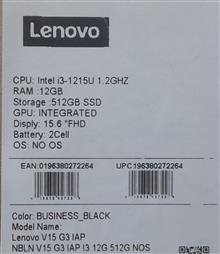 Lenovo
CPU: Intel i3-1215U 1.2GHZ
RAM :12GB
Storage :512GB SSD
GPU: INTEGRATED
Disply: 15.6 "FHD
Battery: 2Cell
OS: NO OS
EAN:0196380272264 UPC:196380272264
Color: BUSINESS_BLACK
Model Name:
Lenovo V15 G3 IAP
NBLN V15 G3 IAP I3 12G 512G NOS